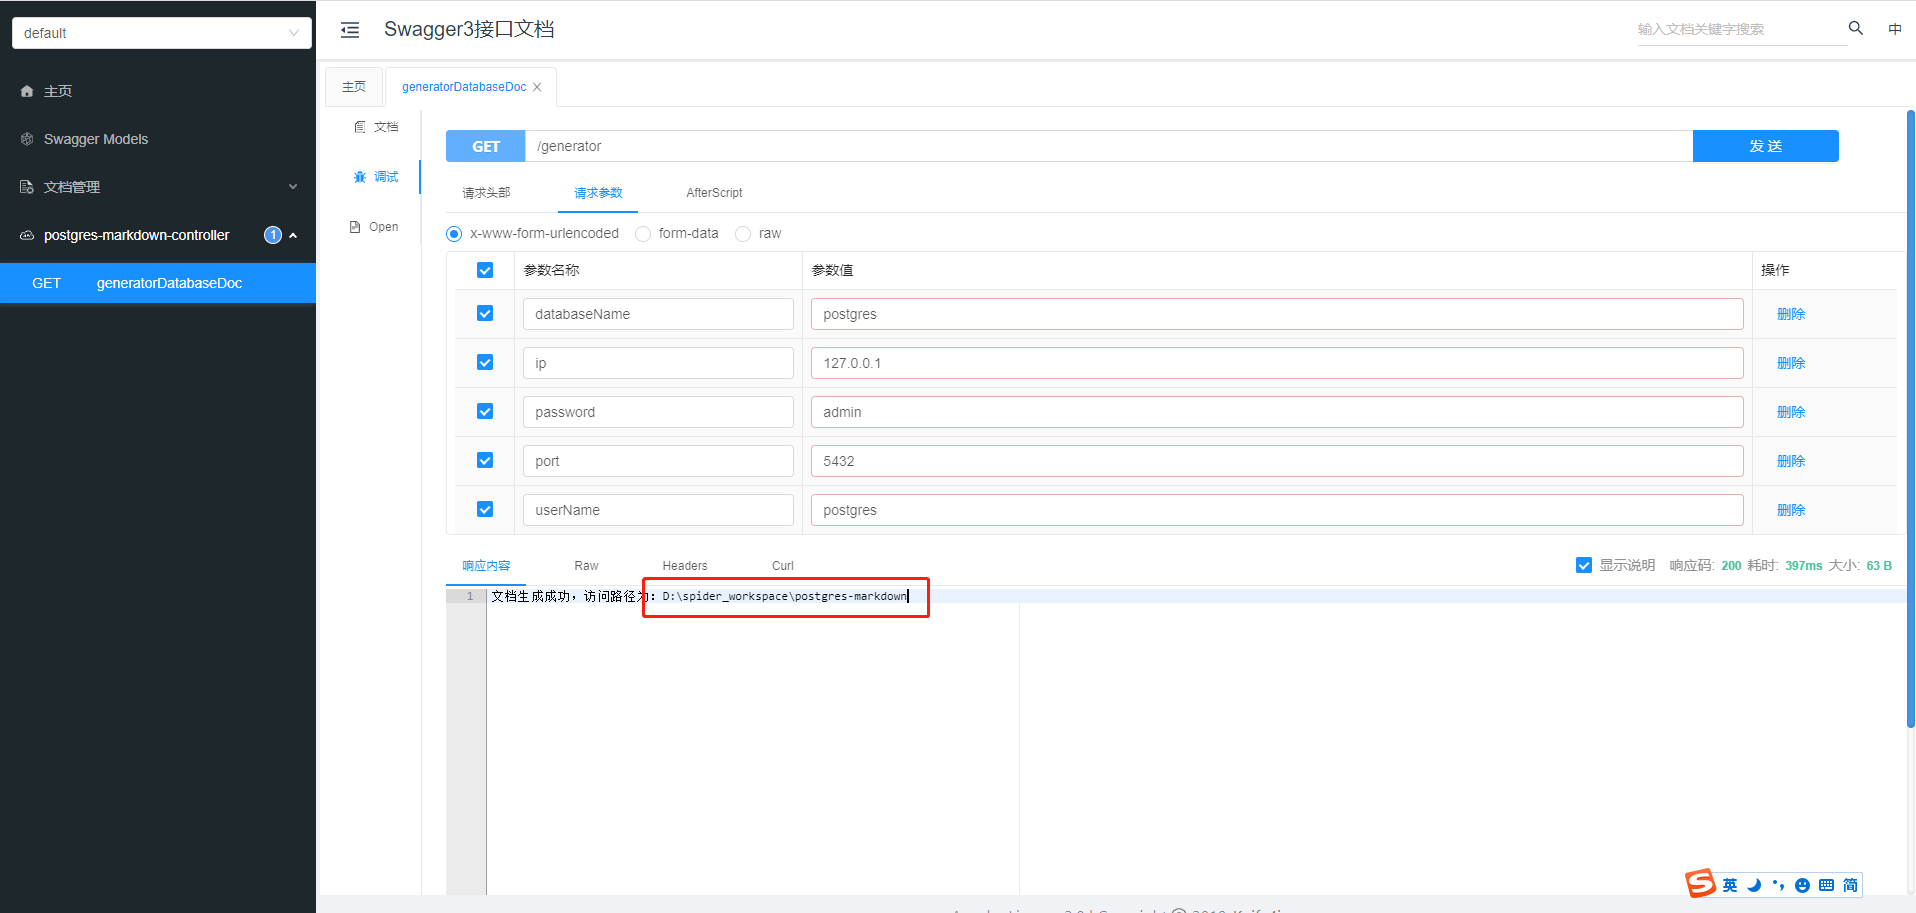 default
Swagger3接口文档
输入文档关键字搜索
中
主页
Swagger Models
文档管理
postgres-markdown-controller
1
GET generatorDatabaseDoc
主页
generatorDatabaseDoc
文档
调试
Open
GET
/generator
发 送
请求头部
请求参数
AfterScript
x-www-form-urlencoded
form-data
raw
参数名称
参数值
操作
databaseName
postgres
删除
ip
127.0.0.1
删除
password
admin
删除
port
5432
删除
userName
postgres
删除
响应内容
Raw
Headers
Curl
显示说明
响应码: 200 耗时: 397ms 大小: 63 B
1
文档生成成功，访问路径为：D:\spider_workspace\postgres-markdown
S 英 简